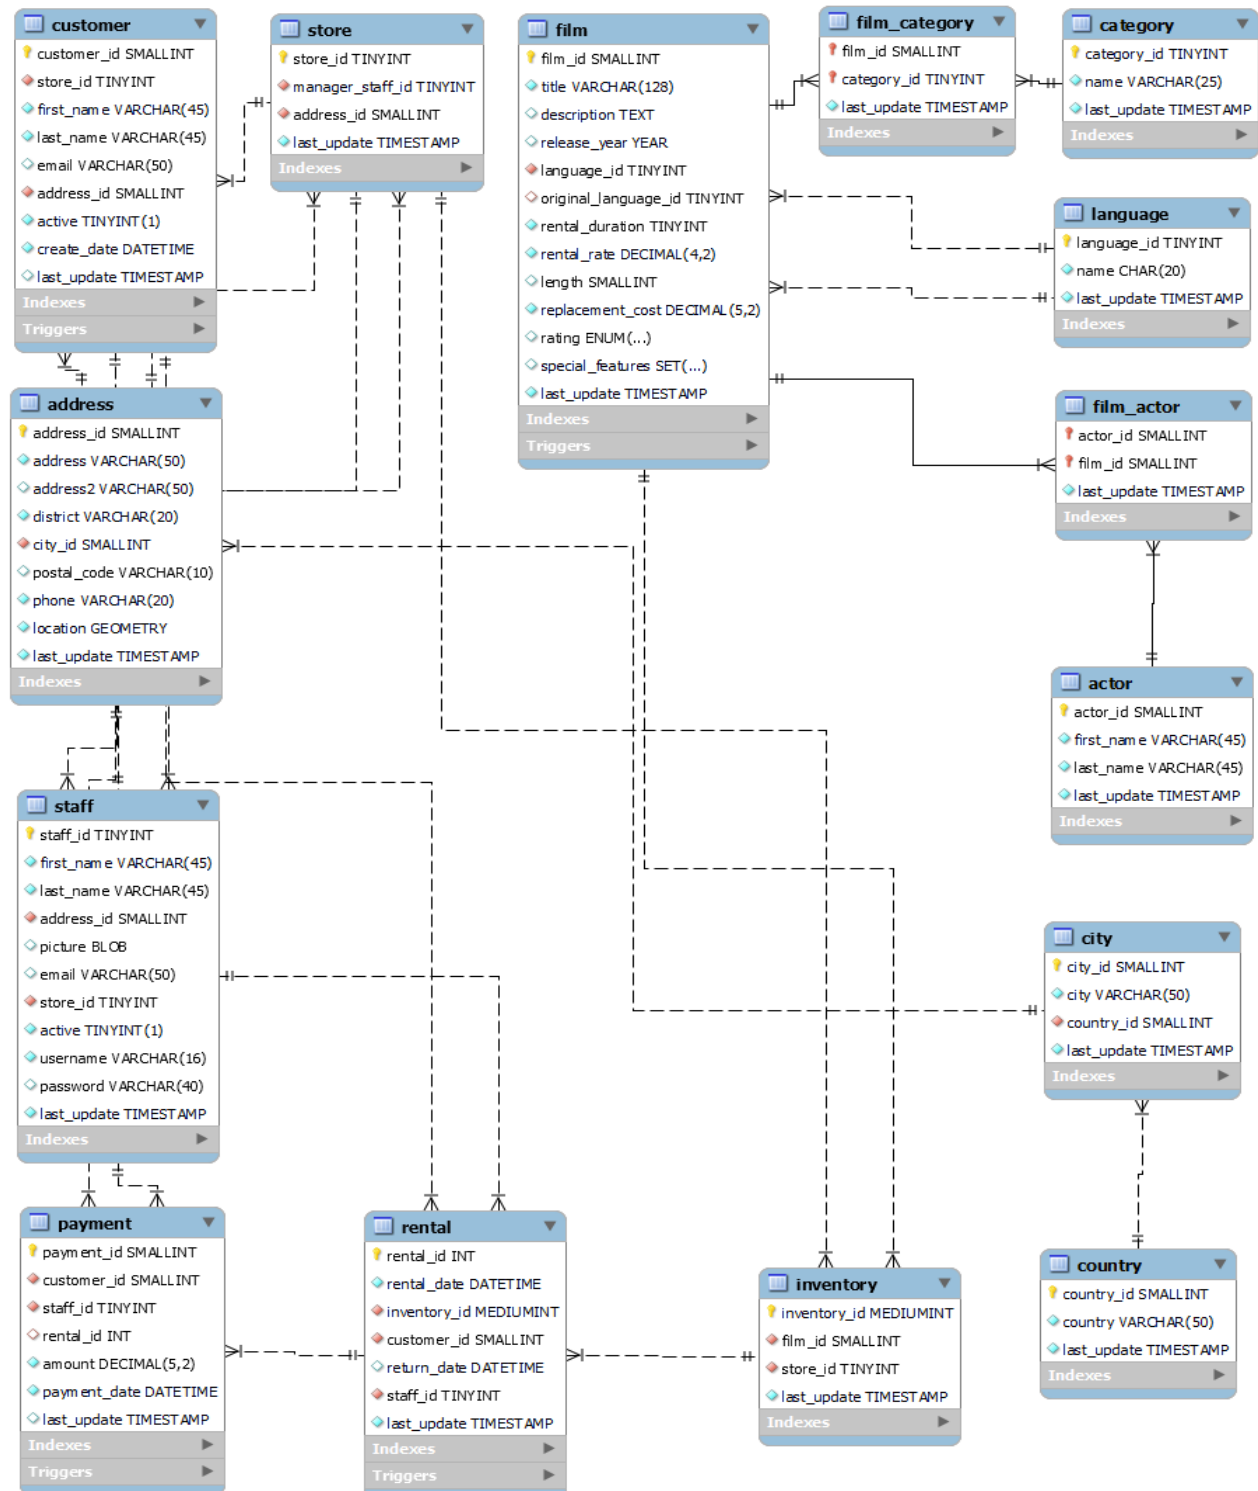 customer
customer_id SMALLINT
store_id TINYINT
first_name VARCHAR(45)
last_name VARCHAR(45)
email VARCHAR(50)
address_id SMALLINT
active TINYINT(1)
create_date DATETIME
last_update TIMESTAMP
Indexes
Triggers
store
store_id TINYINT
manager_staff_id TINYINT
address_id SMALLINT
last_update TIMESTAMP
Indexes
film
film_id SMALLINT
title VARCHAR(128)
description TEXT
release_year YEAR
language_id TINYINT
original_language_id TINYINT
rental_duration TINYINT
rental_rate DECIMAL(4,2)
length SMALLINT
replacement_cost DECIMAL(5,2)
rating ENUM(...)
special_features SET(...)
last_update TIMESTAMP
Indexes
Triggers
film_category
film_id SMALLINT
category_id TINYINT
last_update TIMESTAMP
Indexes
category
category_id TINYINT
name VARCHAR(25)
last_update TIMESTAMP
Indexes
language
language_id TINYINT
name CHAR(20)
last_update TIMESTAMP
Indexes
film_actor
actor_id SMALLINT
film_id SMALLINT
last_update TIMESTAMP
Indexes
address
address_id SMALLINT
address VARCHAR(50)
address2 VARCHAR(50)
district VARCHAR(20)
city_id SMALLINT
postal_code VARCHAR(10)
phone VARCHAR(20)
location GEOMETRY
last_update TIMESTAMP
Indexes
actor
actor_id SMALLINT
first_name VARCHAR(45)
last_name VARCHAR(45)
last_update TIMESTAMP
Indexes
staff
staff_id TINYINT
first_name VARCHAR(45)
last_name VARCHAR(45)
address_id SMALLINT
picture BLOB
email VARCHAR(50)
store_id TINYINT
active TINYINT(1)
username VARCHAR(16)
password VARCHAR(40)
last_update TIMESTAMP
Indexes
city
city_id SMALLINT
city VARCHAR(50)
country_id SMALLINT
last_update TIMESTAMP
Indexes
payment
payment_id SMALLINT
customer_id SMALLINT
staff_id TINYINT
rental_id INT
amount DECIMAL(5,2)
payment_date DATETIME
last_update TIMESTAMP
Indexes
Triggers
rental
rental_id INT
rental_date DATETIME
inventory_id MEDIUMINT
customer_id SMALLINT
return_date DATETIME
staff_id TINYINT
last_update TIMESTAMP
Indexes
Triggers
inventory
inventory_id MEDIUMINT
film_id SMALLINT
store_id TINYINT
last_update TIMESTAMP
Indexes
country
country_id SMALLINT
country VARCHAR(50)
last_update TIMESTAMP
Indexes